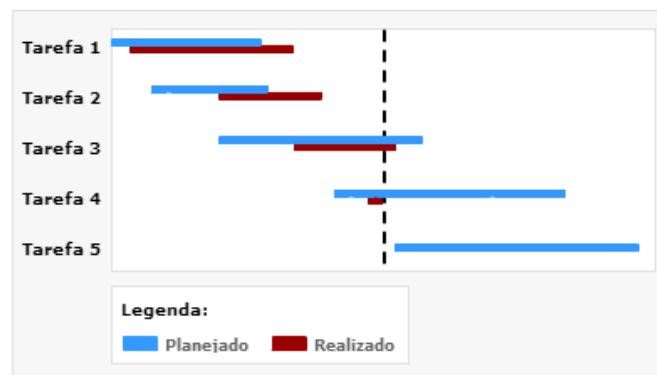 Tarefa 1
Tarefa 2
Tarefa 3
Tarefa 4
Tarefa 5
Legenda:
Planejado Realizado